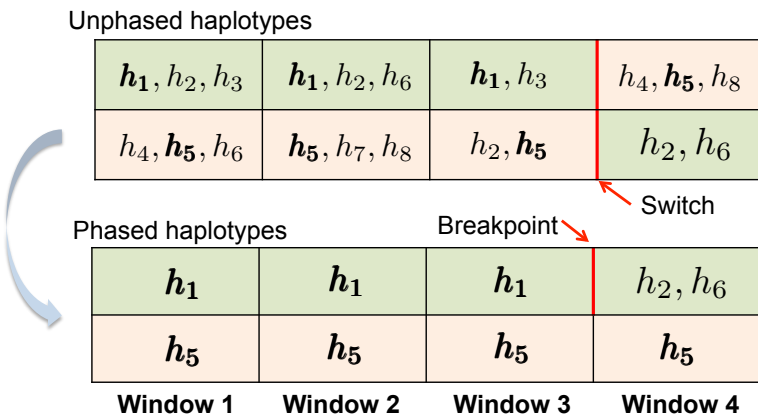 Unphased haplotypes
h₁, h₂, h₃ h₁, h₂, h₆ h₁, h₃ h₄, h₅, h₈
h₄, h₅, h₆ h₅, h₇, h₈ h₂, h₅ h₂, h₆
Switch
Breakpoint
Phased haplotypes
h₁ h₁ h₁ h₂, h₆
h₅ h₅ h₅ h₅
Window 1 Window 2 Window 3 Window 4